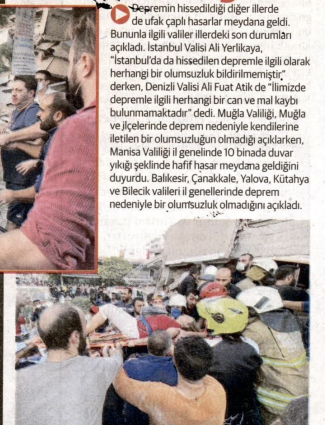 Depremin hissedildiği diğer illerde
de ufak çaplı hasarlar meydana geldi.
Bununla ilgili valiler illerdeki son durumları
açıkladı. İstanbul Valisi Ali Yerlikaya,
"İstanbul'da da hissedilen depremle ilgili olarak
herhangi bir olumsuzluk bildirilmemiştir,"
derken, Denizli Valisi Ali Fuat Atik de "İlimizde
depremle ilgili herhangi bir can ve mal kaybı
bulunmamaktadır" dedi. Muğla Valiliği, Muğla
ve ilçelerinde deprem nedeniyle kendilerine
iletilen bir olumsuzluğun olmadığı açıklarken,
Manisa Valiliği il genelinde 10 binada duvar
yıkığı şeklinde hafif hasar meydana geldiğini
duyurdu. Balıkesir, Çanakkale, Yalova, Kütahya
ve Bilecik valileri il genellerinde deprem
nedeniyle bir olumsuzluk olmadığını açıkladı.